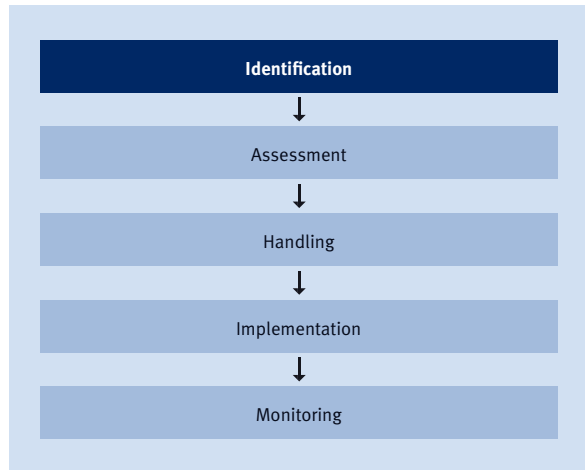 Identification
Assessment
Handling
Implementation
Monitoring